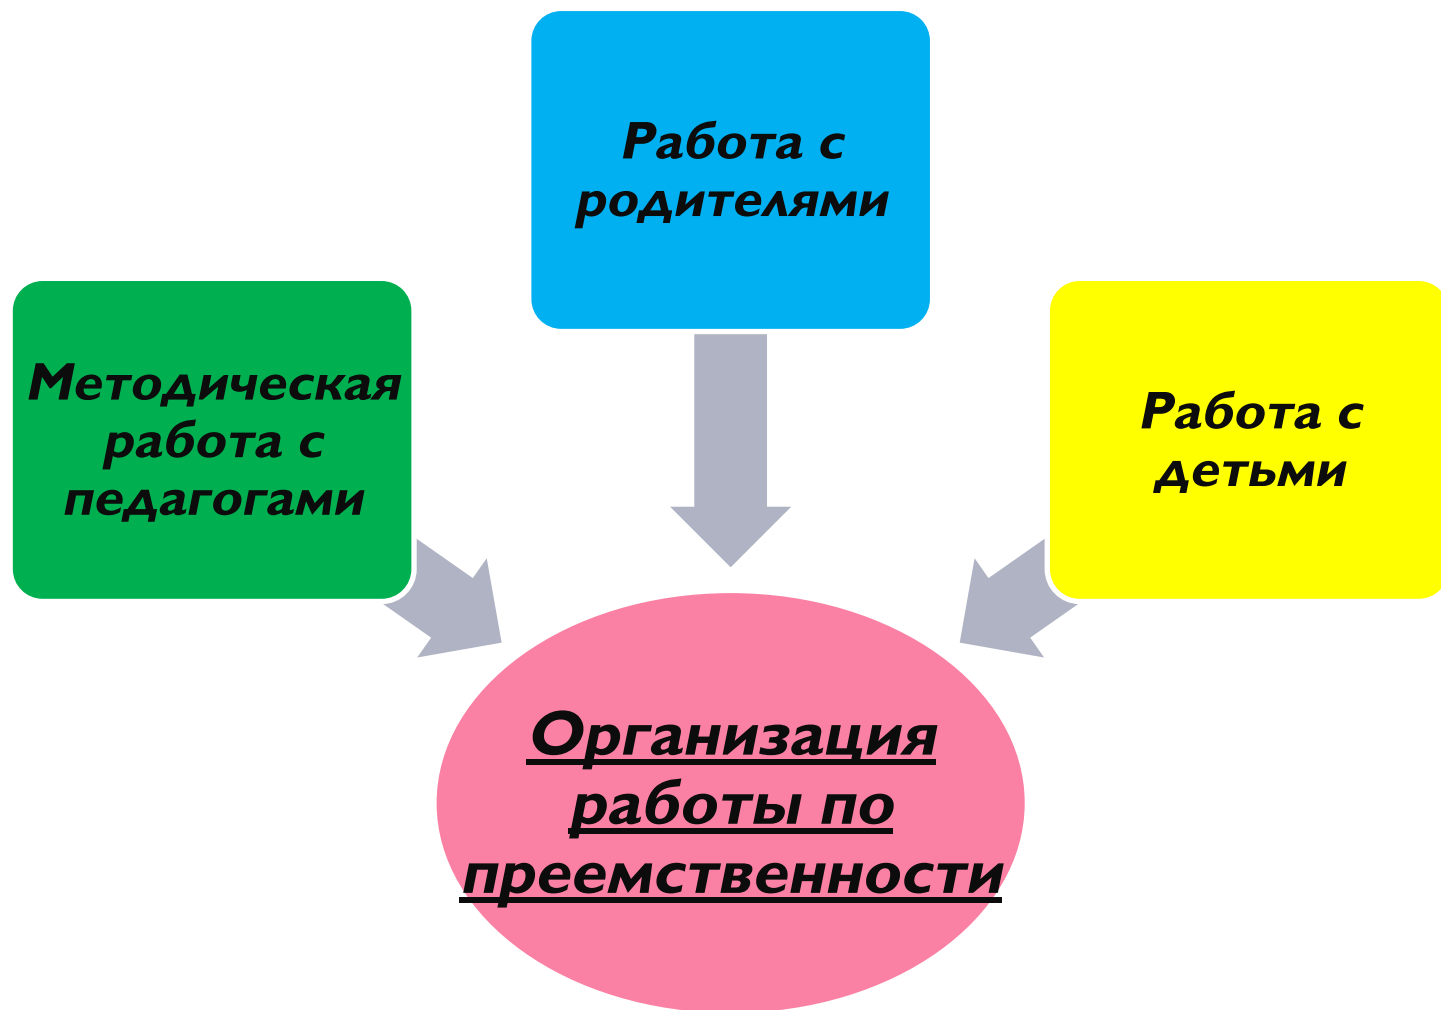 Работа с
родителями
Методическая
работа с
педагогами
Работа с
детьми
Организация
работы по
преемственности